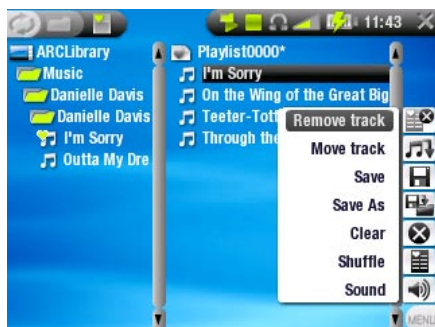 11:43
ARCLibrary
Music
Danielle Davis
Danielle Davis
I'm Sorry
Outta My Dre
Playlist0000*
I'm Sorry
On the Wing of the Great Big
Teeter-Tott
Through the
Remove track
Move track
Save
Save As
Clear
Shuffle
Sound
MENU